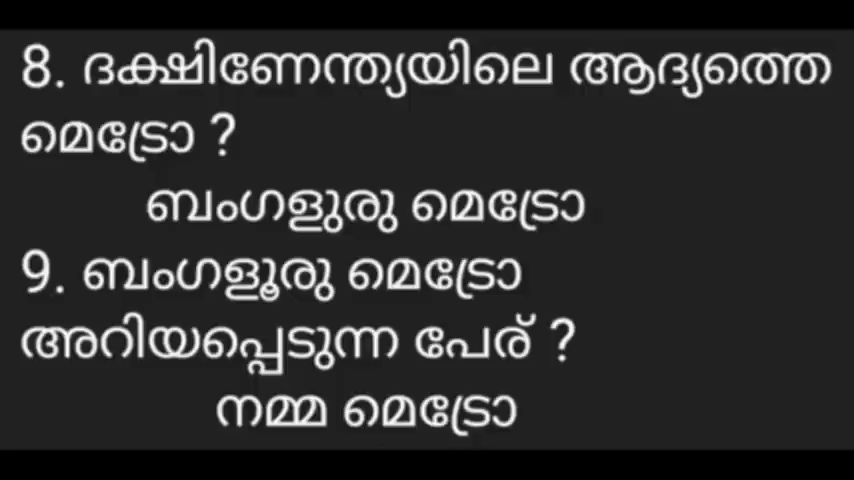 8. ദക്ഷിണേന്ത്യയിലെ ആദ്യത്തെ
മെട്രോ ?
ബംഗളുരു മെട്രോ
9. ബംഗളൂരു മെട്രോ
അറിയപ്പെടുന്ന പേര് ?
നമ്മ മെട്രോ